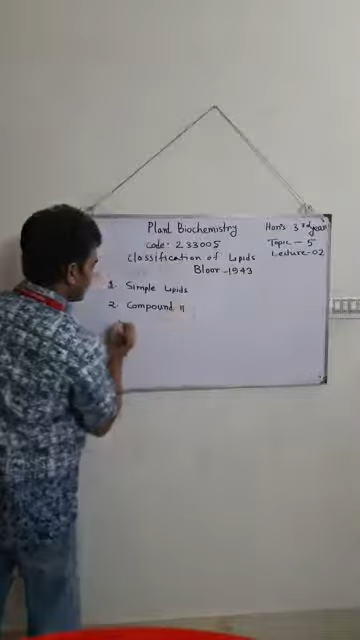 Plant Biochemistry
Hon's 3rd year
code: 233005
Topic - 5
Lecture-02
classification of Lipids
Bloor-1943
1. Simple Lipids
2. Compound "